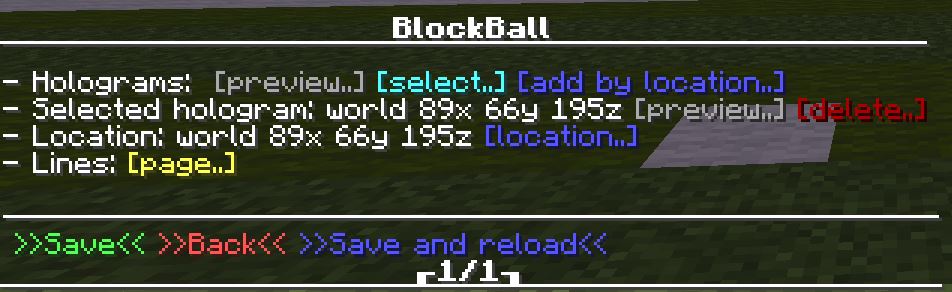 BlockBall
- Holograms: [preview..] [select..] [add by location..]
- Selected hologram: world 89x 66y 195z [preview..] [delete..]
- Location: world 89x 66y 195z [location..]
- Lines: [page..]
>>Save<< >>Back<< >>Save and reload<<
┌1/1┐